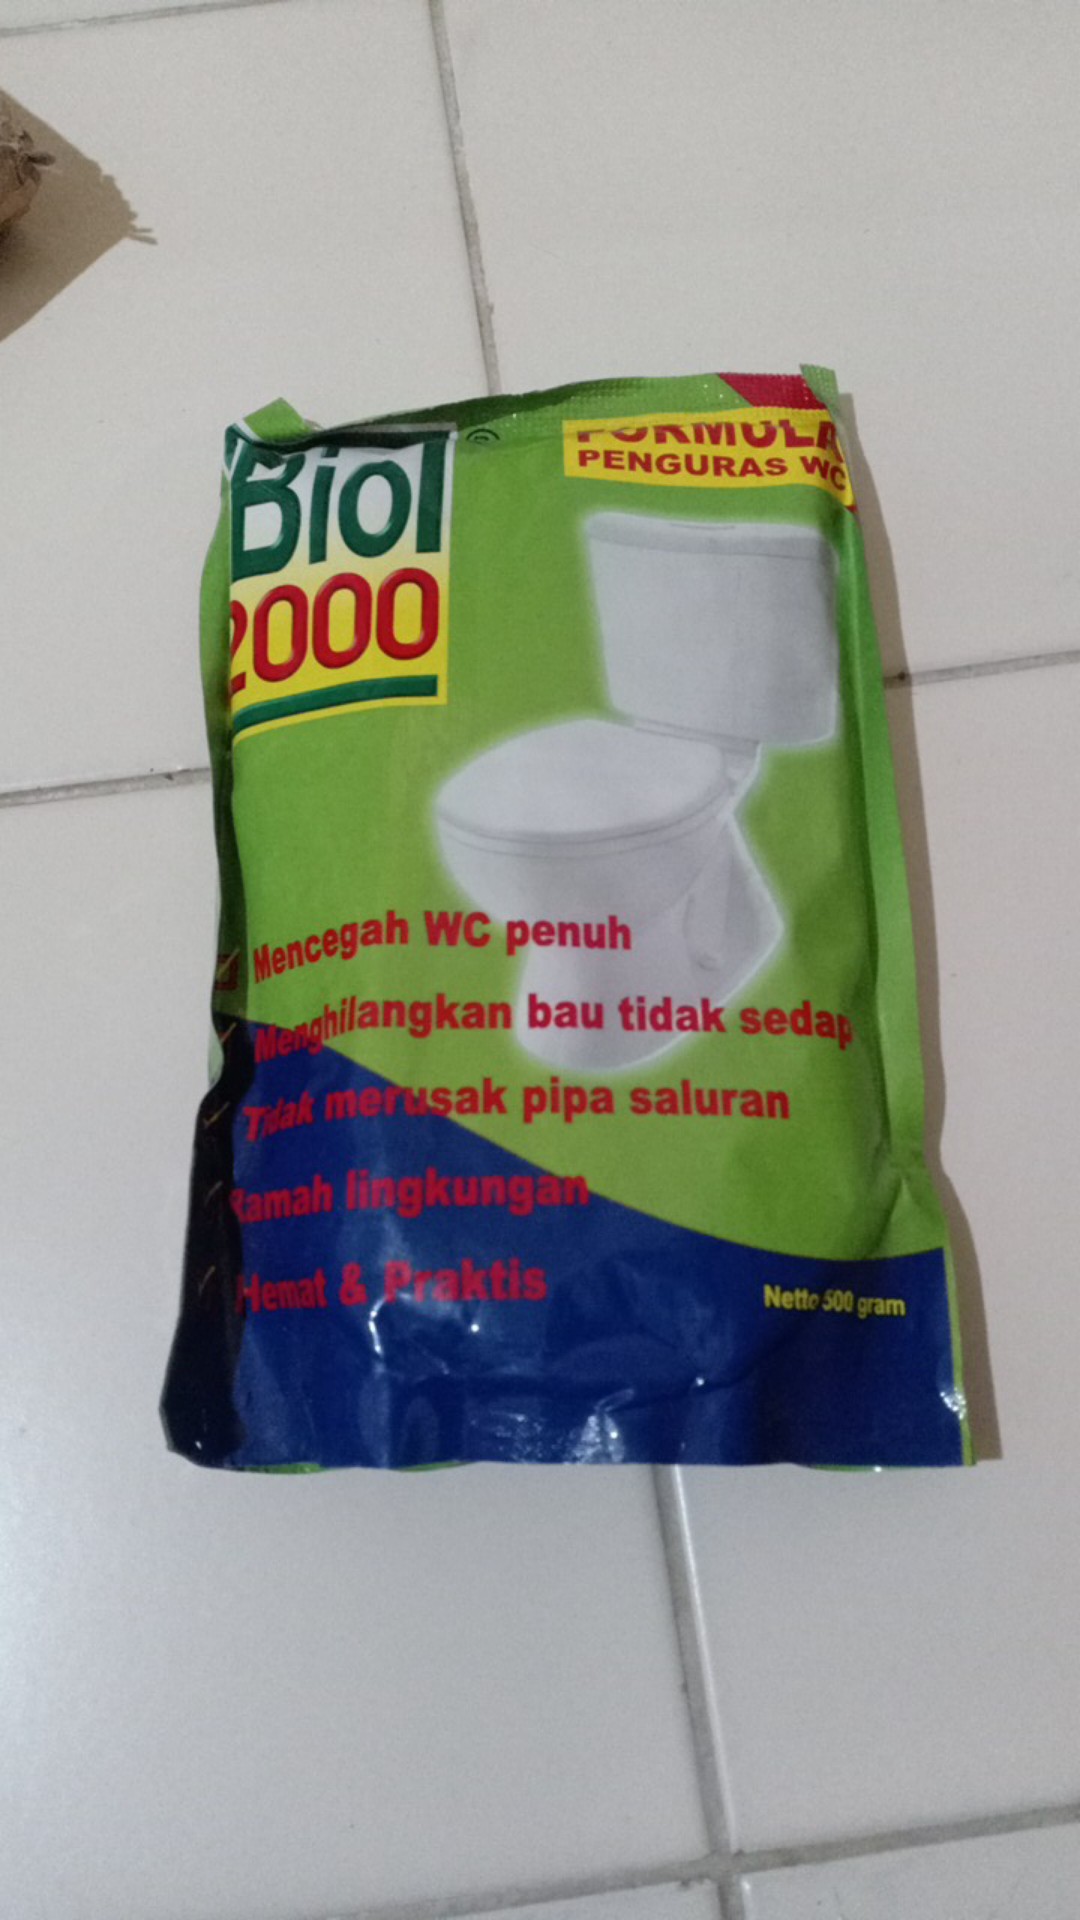 Biol
2000
®
FORMULA
PENGURAS WC
Mencegah WC penuh
Menghilangkan bau tidak sedap
Tidak merusak pipa saluran
Ramah lingkungan
Hemat & Praktis
Netto 500 gram